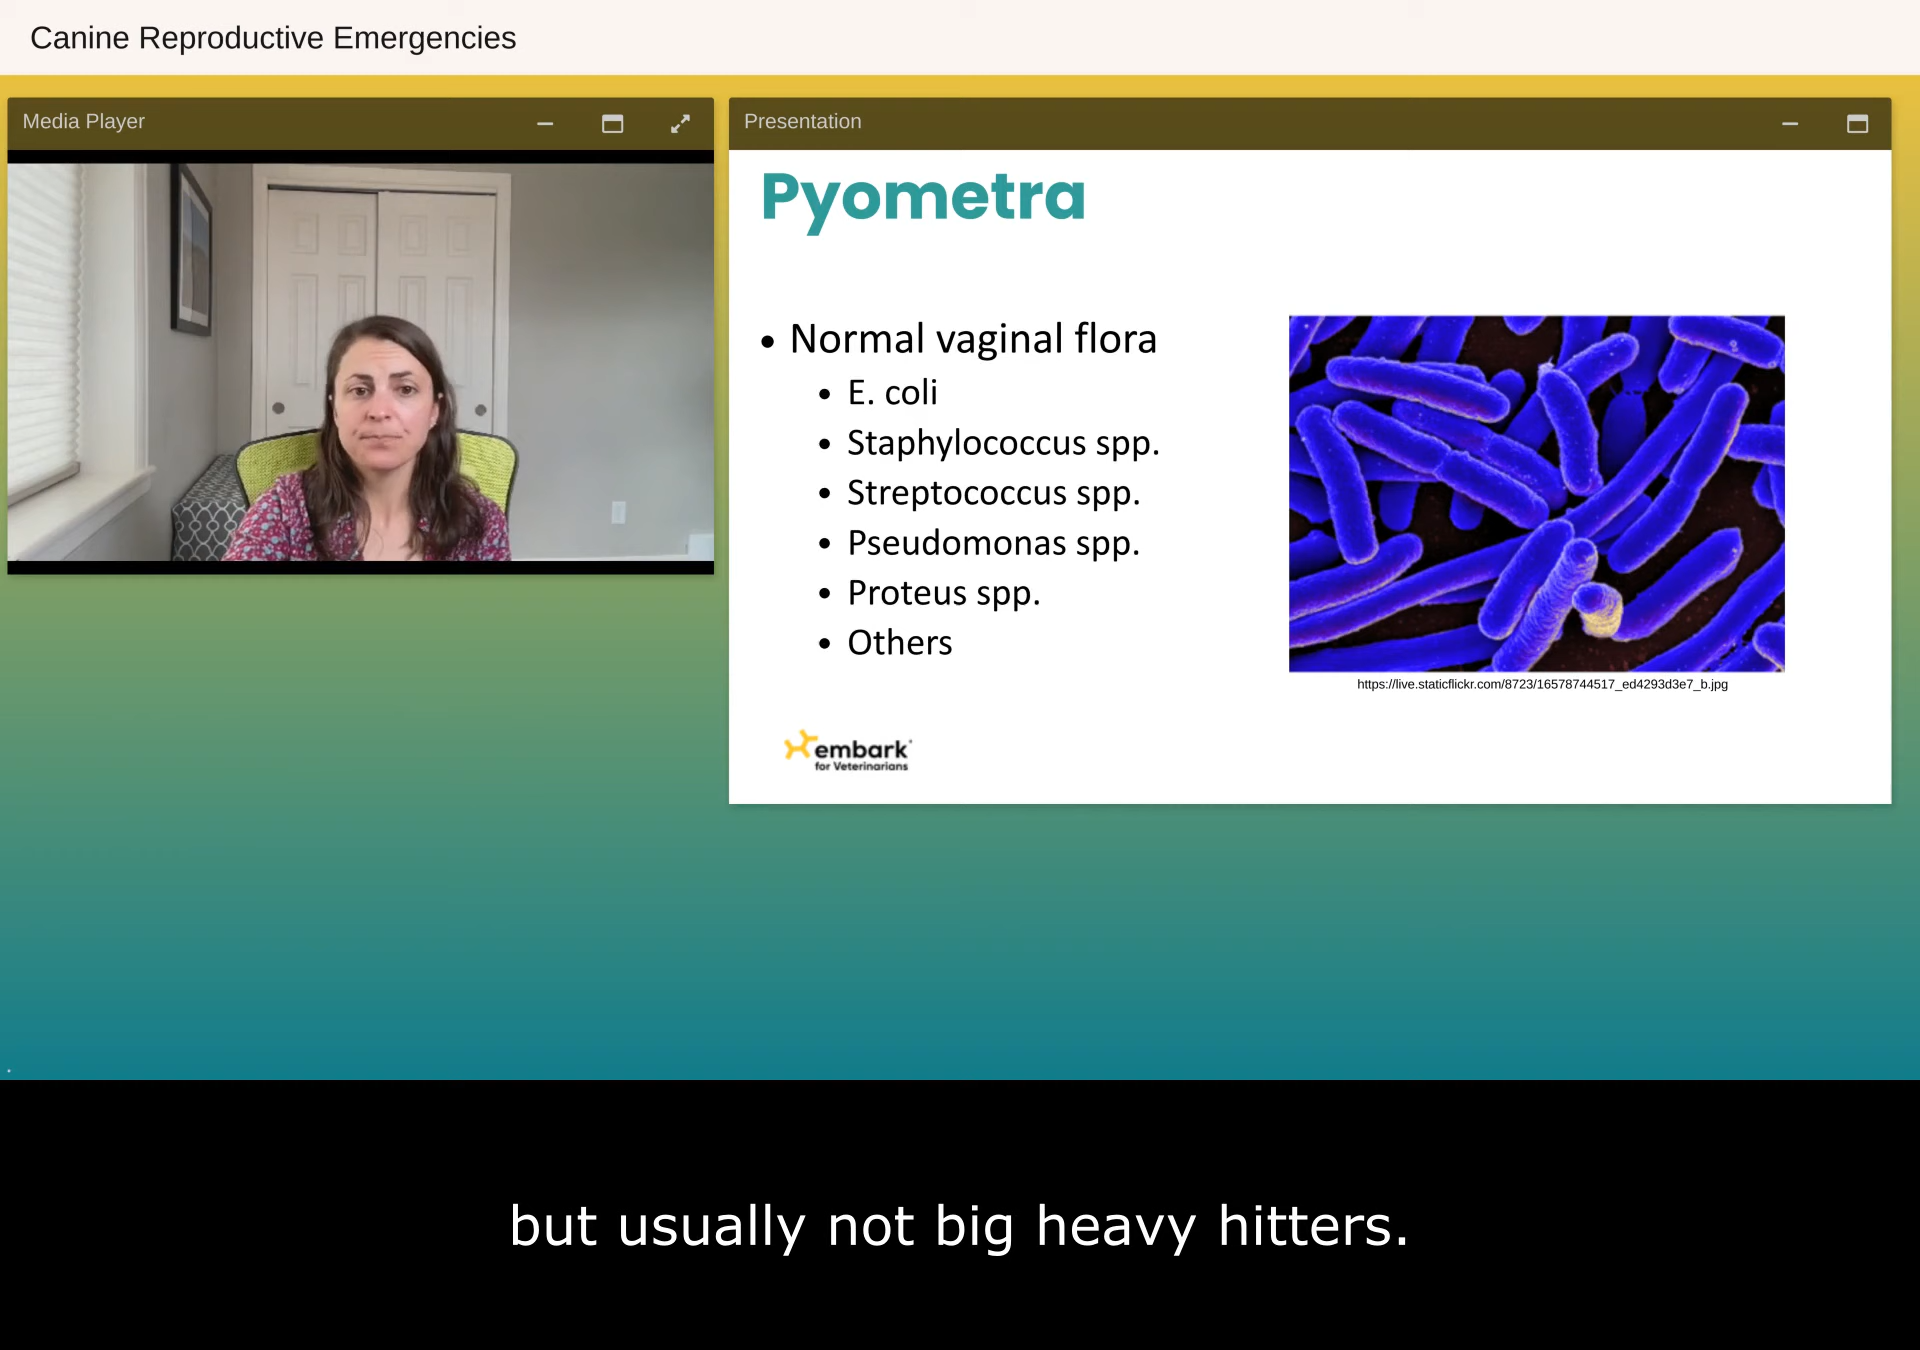 Canine Reproductive Emergencies
Media Player
Presentation
Pyometra
• Normal vaginal flora
• E. coli
• Staphylococcus spp.
• Streptococcus spp.
• Pseudomonas spp.
• Proteus spp.
• Others
https://live.staticflickr.com/8723/16578744517_ed4293d3e7_b.jpg
embark
for Veterinarians
but usually not big heavy hitters.